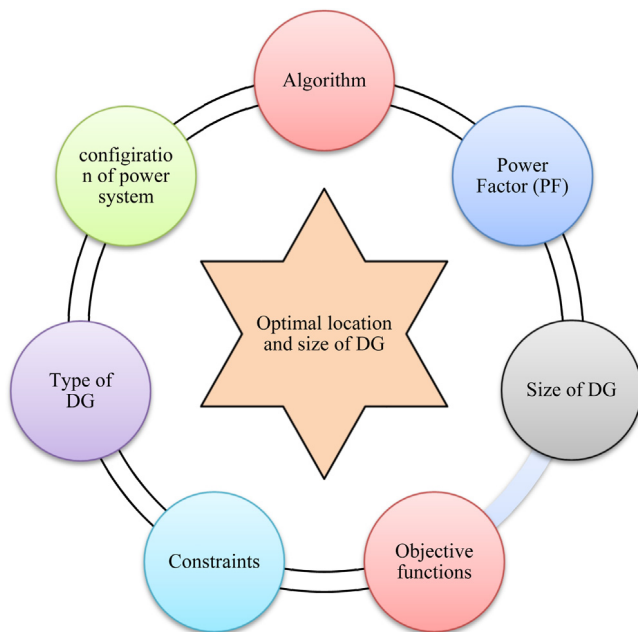 Algorithm
Power
Factor (PF)
Size of DG
Objective
functions
Constraints
Type of
DG
configiratio
n of power
system
Optimal location
and size of DG